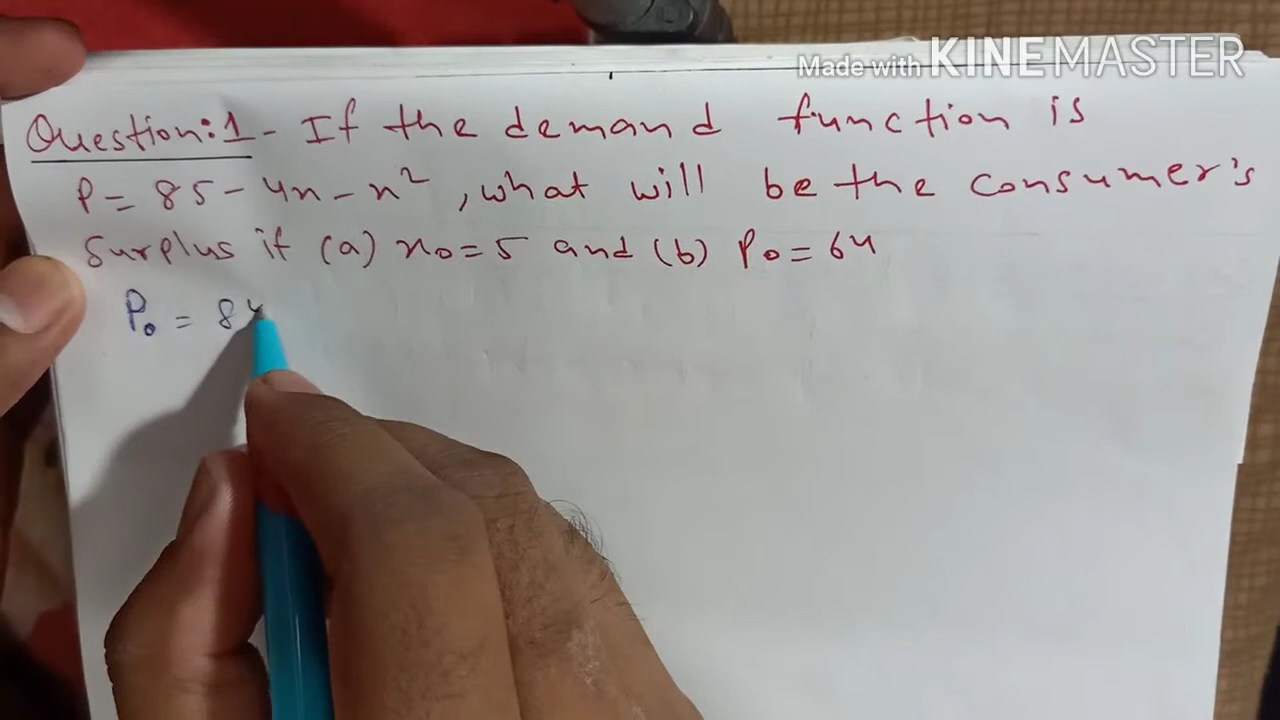 Made with KINEMASTER
Question:1- If the demand function is
P = 85 - 4x - x², what will be the consumer's
surplus if (a) x₀ = 5 and (b) P₀ = 64
P₀ = 8